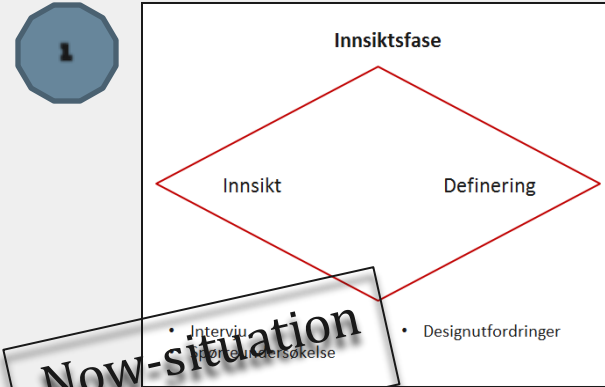 1
Innsiktsfase
Innsikt
Definering
• Intervju
• Spørreundersøkelse
• Designutfordringer
Now-situation